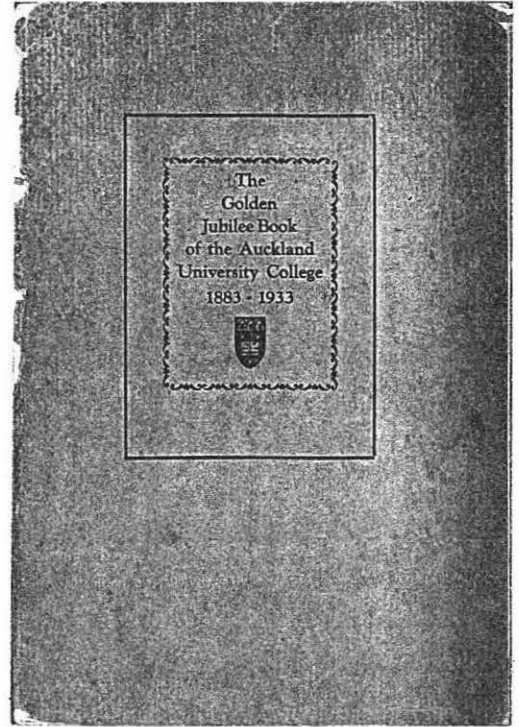 The
Golden
Jubilee Book
of the Auckland
University College
1883 - 1933